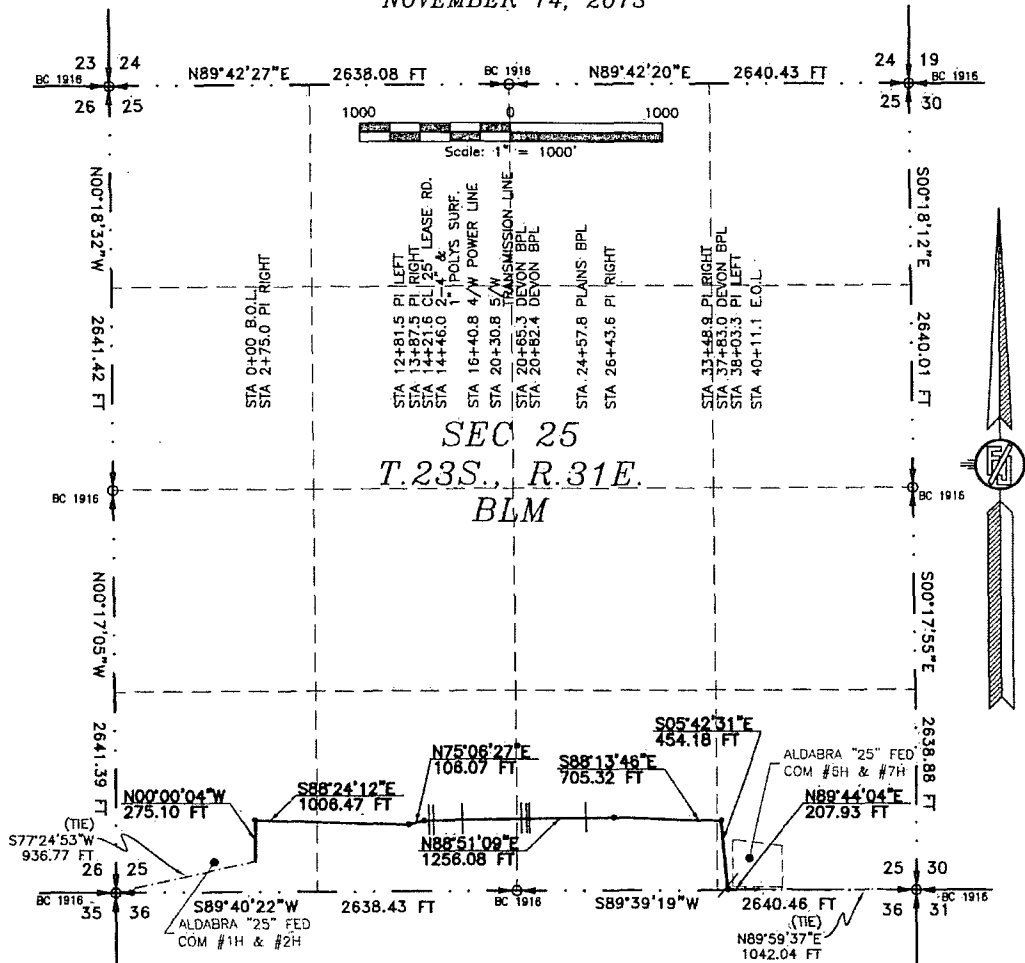 NOVEMBER 14, 2013
23 24
BC 1916
26 25
N89°42'27"E 2638.08 FT
BC 1916
N89°42'20"E 2640.43 FT
24 19
BC 1916
25 30
1000 0 1000
Scale: 1" = 1000'
N00°18'32"W 2641.42 FT
S00°18'12"E 2640.01 FT
STA 0+00 B.O.L.
STA 2+75.0 PI RIGHT
STA 12+81.5 PI LEFT
STA 13+87.5 PI RIGHT
STA 14+21.6 CL 25' LEASE RD.
STA 14+46.0 2-4" &
1" POLYS SURF.
STA 16+40.8 4/W POWER LINE
STA 20+30.8 5/W
TRANSMISSION LINE
STA 20+65.3 DEVON BPL
STA 20+82.4 DEVON BPL
STA 24+57.8 PLAINS BPL
STA 26+43.6 PI RIGHT
STA 33+48.9 PI RIGHT
STA 37+83.0 DEVON BPL
STA 38+03.3 PI LEFT
STA 40+11.1 E.O.L.
SEC 25
T.23S., R.31E.
BLM
BC 1916
BC 1916
N00°17'05"W 2641.39 FT
S00°17'55"E 2638.88 FT
N00°00'04"W
275.10 FT
S88°24'12"E
1006.47 FT
N75°06'27"E
106.07 FT
N88°51'09"E
1256.08 FT
S88°13'46"E
705.32 FT
S05°42'31"E
454.18 FT
ALDABRA "25" FED
COM #5H & #7H
N89°44'04"E
207.93 FT
(TIE)
S77°24'53"W
936.77 FT
26 25
BC 1916
35 36
S89°40'22"W 2638.43 FT
ALDABRA "25" FED
COM #1H & #2H
BC 1916
S89°39'19"W 2640.46 FT
(TIE)
N89°59'37"E
1042.04 FT
25 30
BC 1916
36 31